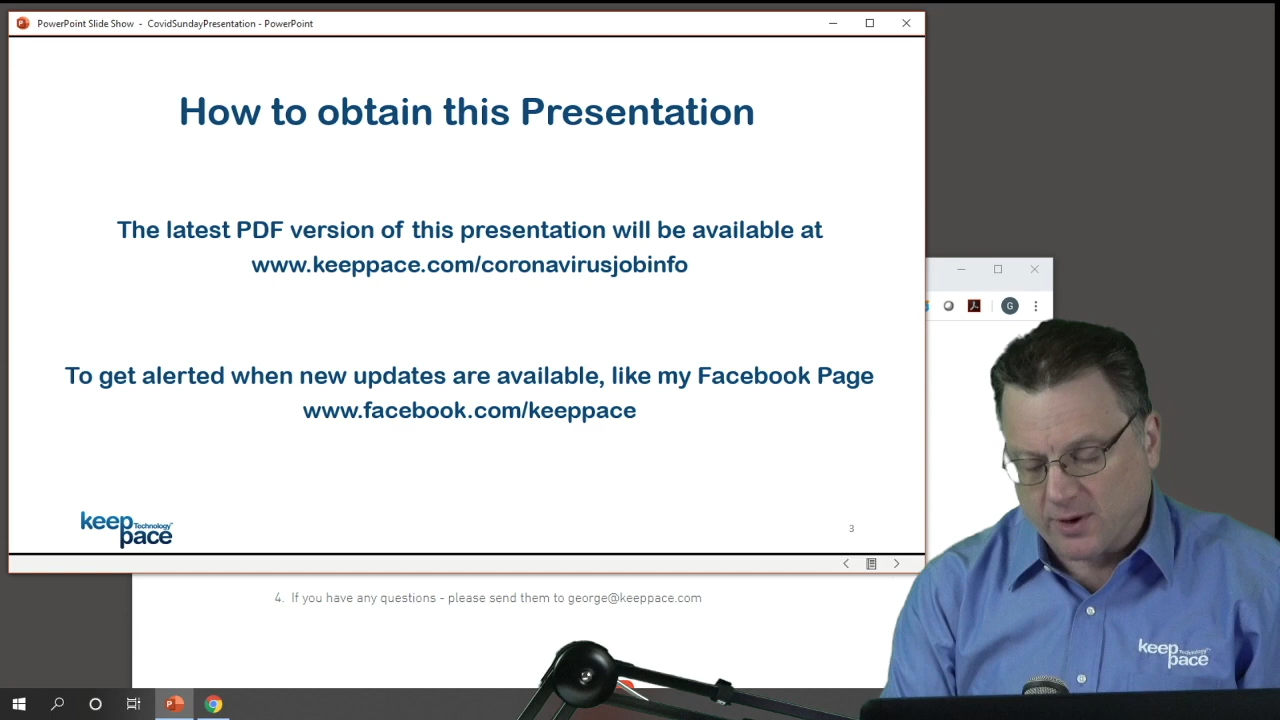 PowerPoint Slide Show - CovidSundayPresentation - PowerPoint
How to obtain this Presentation
The latest PDF version of this presentation will be available at
www.keeppace.com/coronavirusjobinfo
To get alerted when new updates are available, like my Facebook Page
www.facebook.com/keeppace
keep Technology™
pace
3
G
4. If you have any questions - please send them to george@keeppace.com
keep Technology™
pace